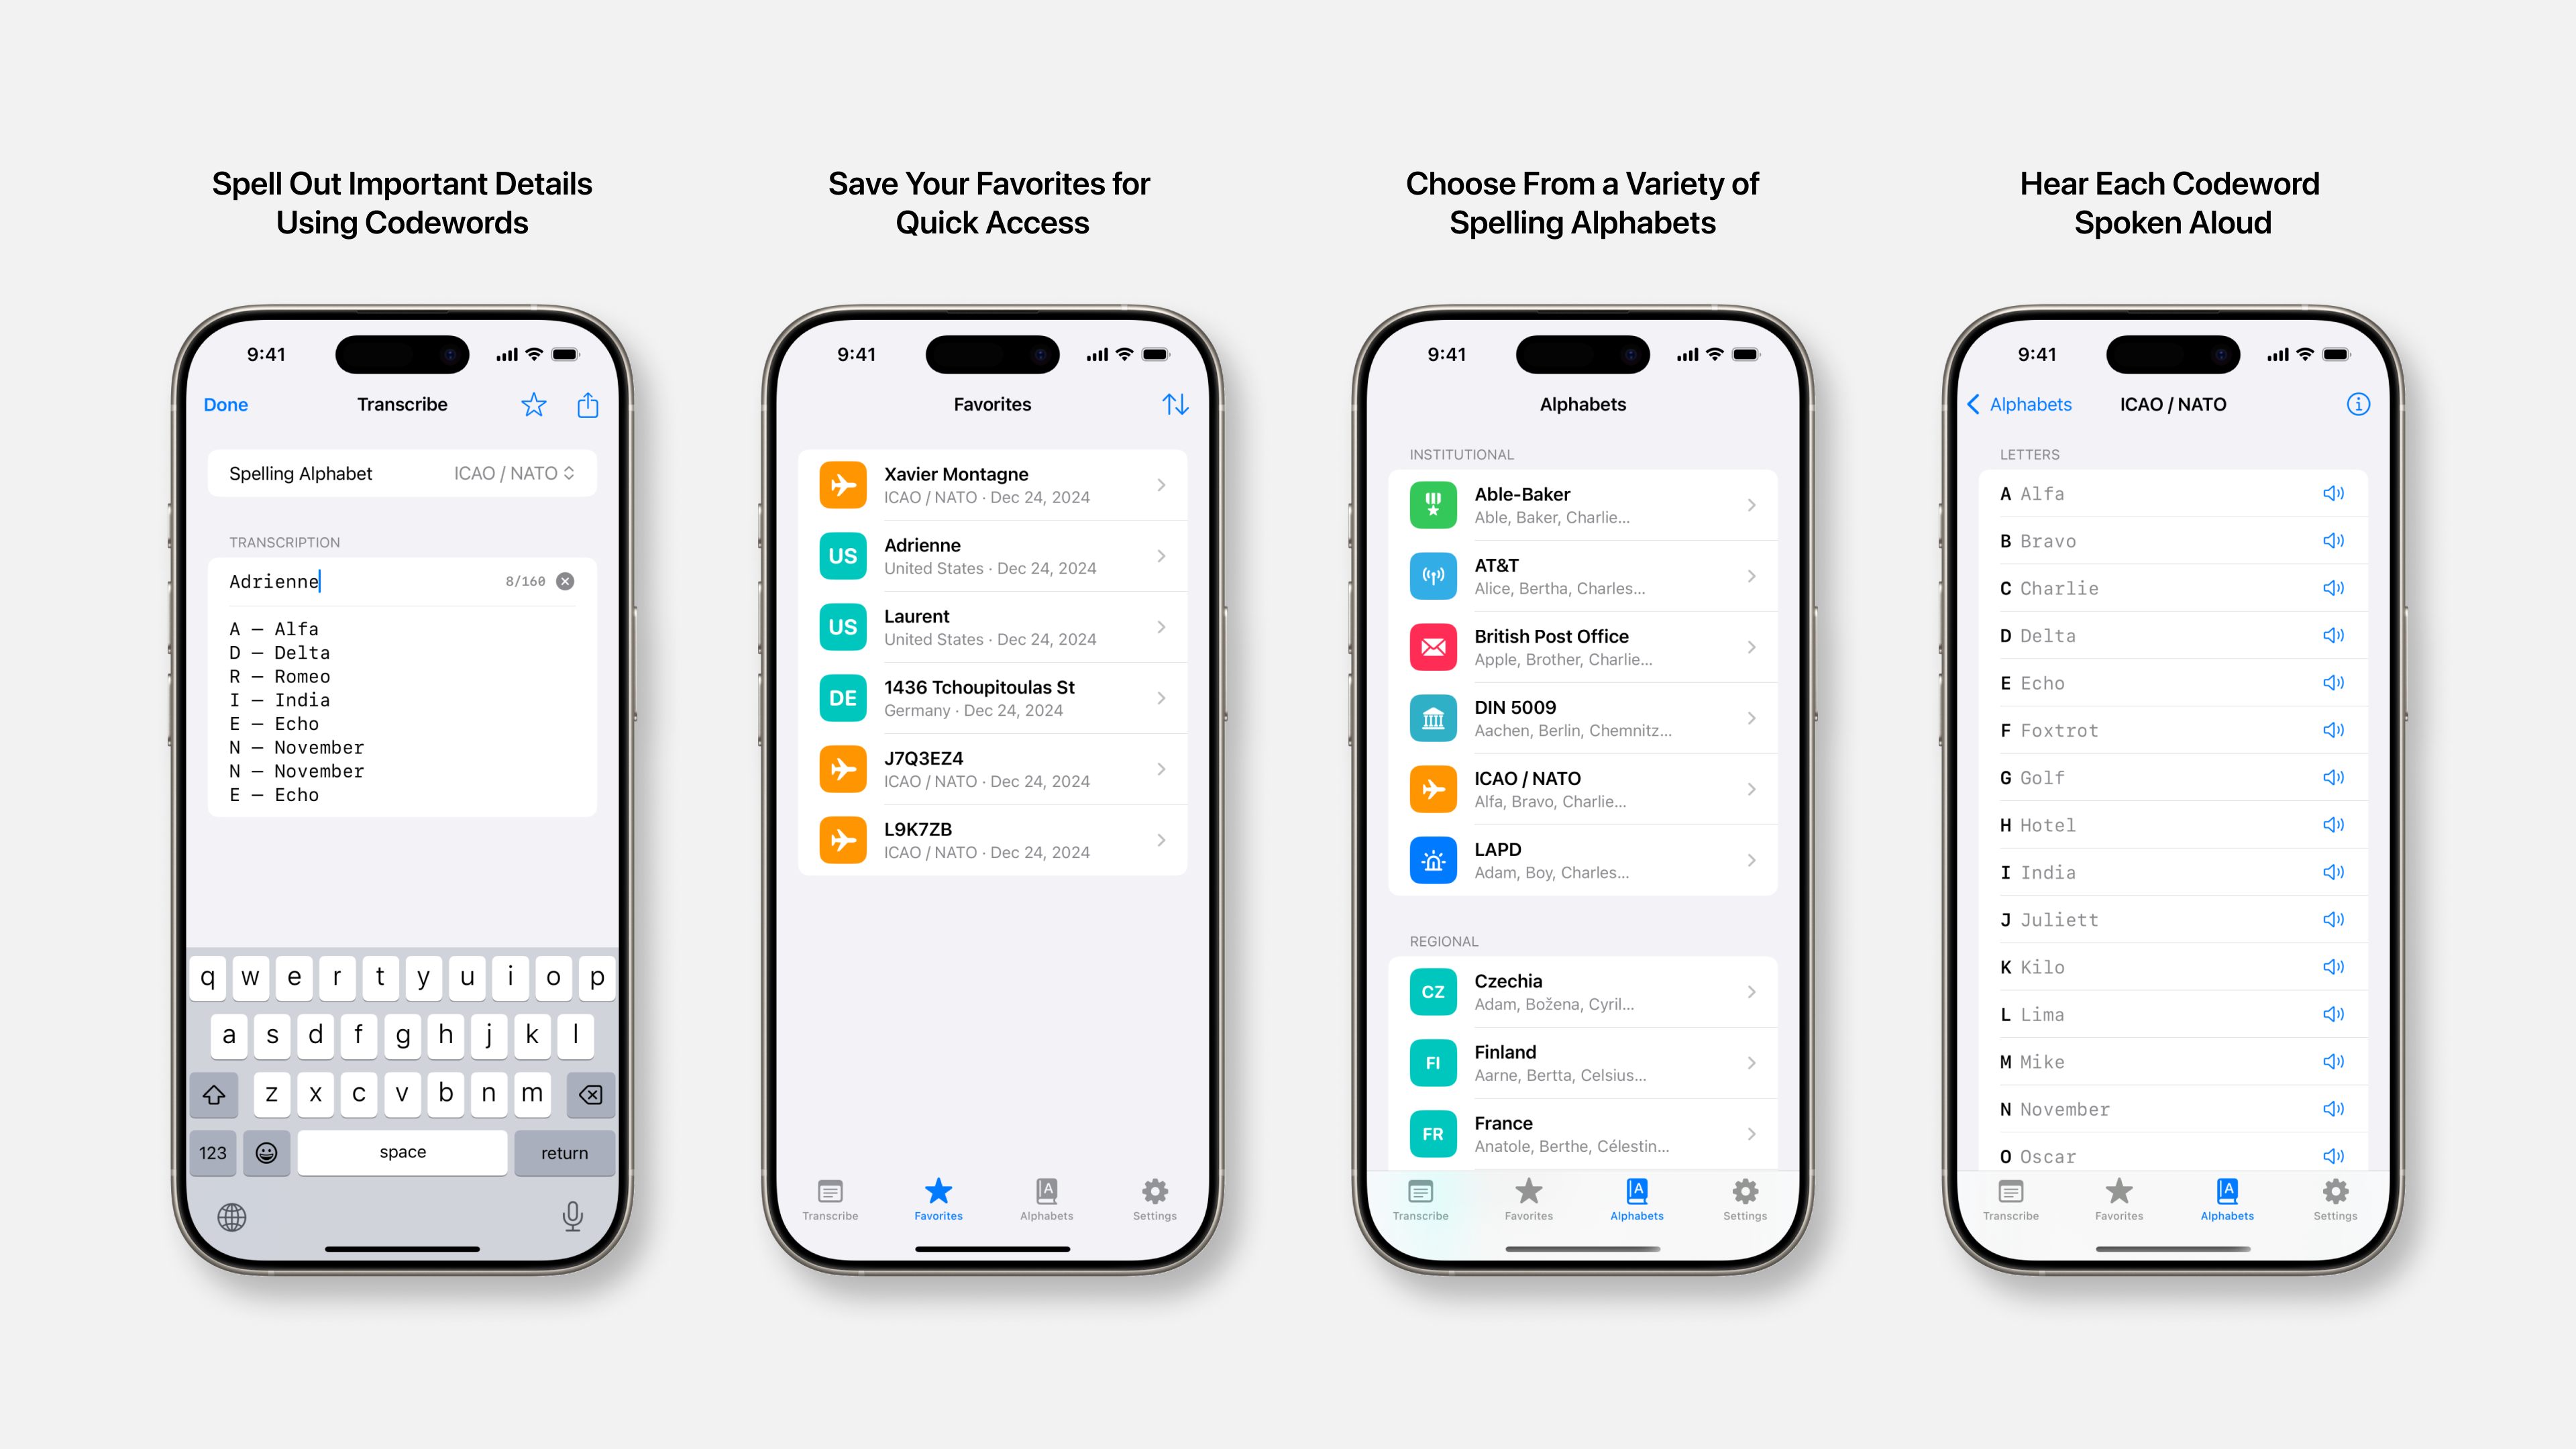 Spell Out Important Details
Using Codewords
9:41
Done
Transcribe
Spelling Alphabet
ICAO / NATO
TRANSCRIPTION
Adrienne
8/160
A – Alfa
D – Delta
R – Romeo
I – India
E – Echo
N – November
N – November
E – Echo
q w e r t y u i o p
a s d f g h j k l
z x c v b n m
123
space
return
Save Your Favorites for
Quick Access
9:41
Favorites
Xavier Montagne
ICAO / NATO · Dec 24, 2024
US
Adrienne
United States · Dec 24, 2024
US
Laurent
United States · Dec 24, 2024
DE
1436 Tchoupitoulas St
Germany · Dec 24, 2024
J7Q3EZ4
ICAO / NATO · Dec 24, 2024
L9K7ZB
ICAO / NATO · Dec 24, 2024
Transcribe
Favorites
A
Alphabets
Settings
Choose From a Variety of
Spelling Alphabets
9:41
Alphabets
INSTITUTIONAL
Able-Baker
Able, Baker, Charlie...
AT&T
Alice, Bertha, Charles...
British Post Office
Apple, Brother, Charlie...
DIN 5009
Aachen, Berlin, Chemnitz...
ICAO / NATO
Alfa, Bravo, Charlie...
LAPD
Adam, Boy, Charles...
REGIONAL
CZ
Czechia
Adam, Božena, Cyril...
FI
Finland
Aarne, Bertta, Celsius...
FR
France
Anatole, Berthe, Célestin...
Transcribe
Favorites
A
Alphabets
Settings
Hear Each Codeword
Spoken Aloud
9:41
Alphabets
ICAO / NATO
LETTERS
A Alfa
B Bravo
C Charlie
D Delta
E Echo
F Foxtrot
G Golf
H Hotel
I India
J Juliett
K Kilo
L Lima
M Mike
N November
O Oscar
Transcribe
Favorites
A
Alphabets
Settings